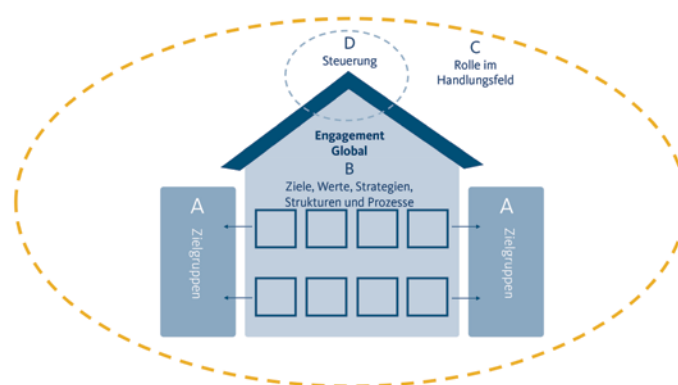 D
Steuerung
C
Rolle im
Handlungsfeld
Engagement
Global
B
Ziele, Werte, Strategien,
Strukturen und Prozesse
A
Zielgruppen
A
Zielgruppen